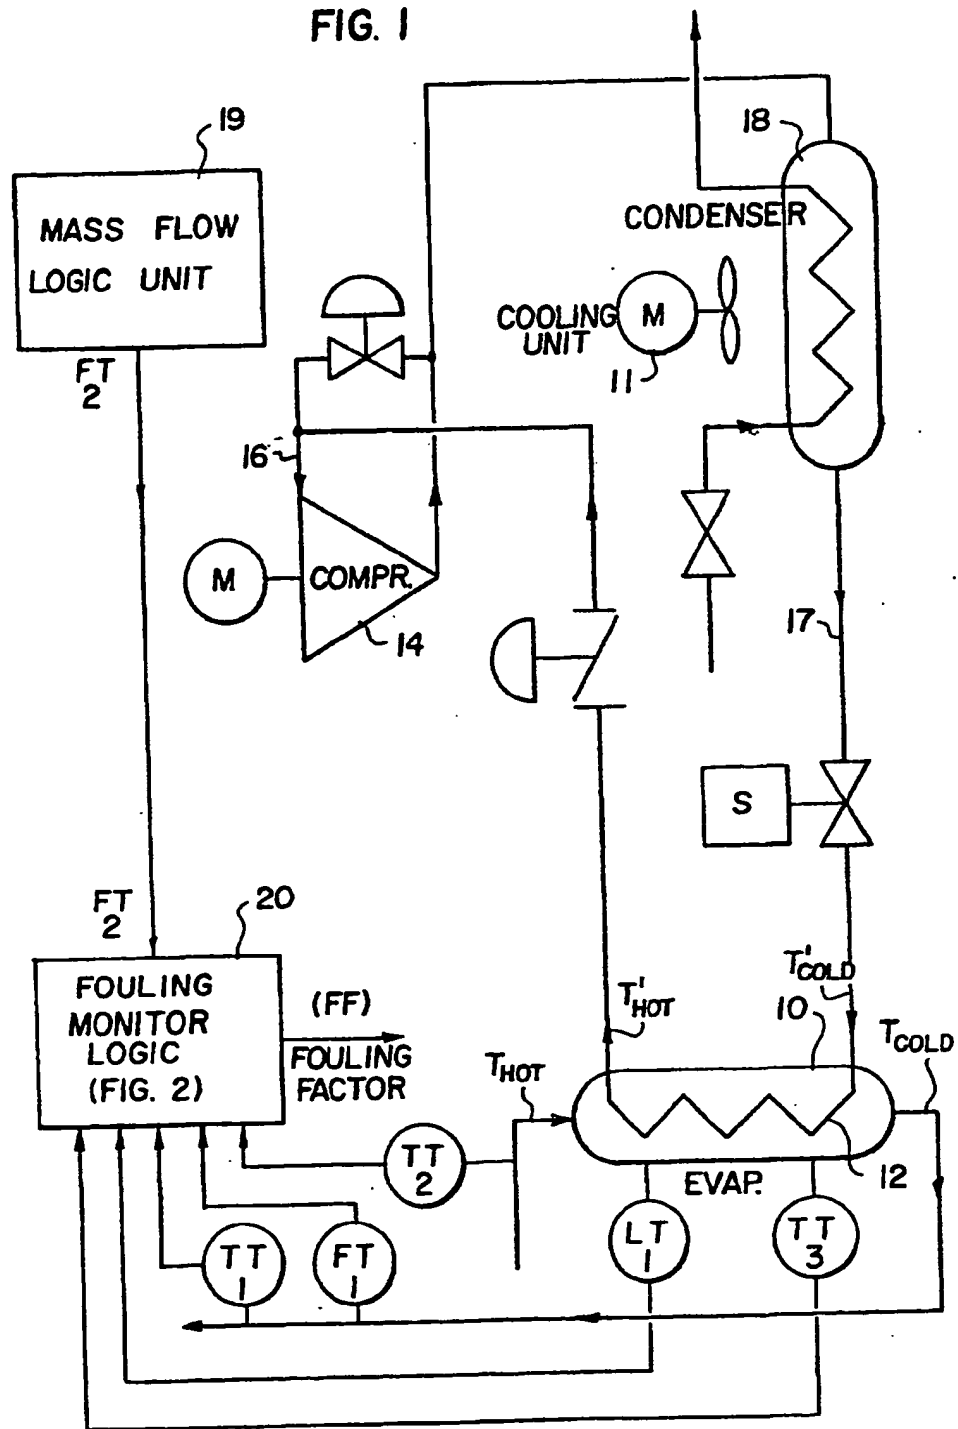 FIG. 1
19
MASS FLOW
LOGIC UNIT
FT
2
18
CONDENSER
COOLING
UNIT
M
11
16
M
COMPR.
14
17
S
FT
2
20
FOULING
MONITOR
LOGIC
(FIG. 2)
(FF)
FOULING
FACTOR
T'HOT
T'COLD
10
TCOLD
THOT
12
EVAP.
TT
2
TT
1
FT
1
LT
1
TT
3